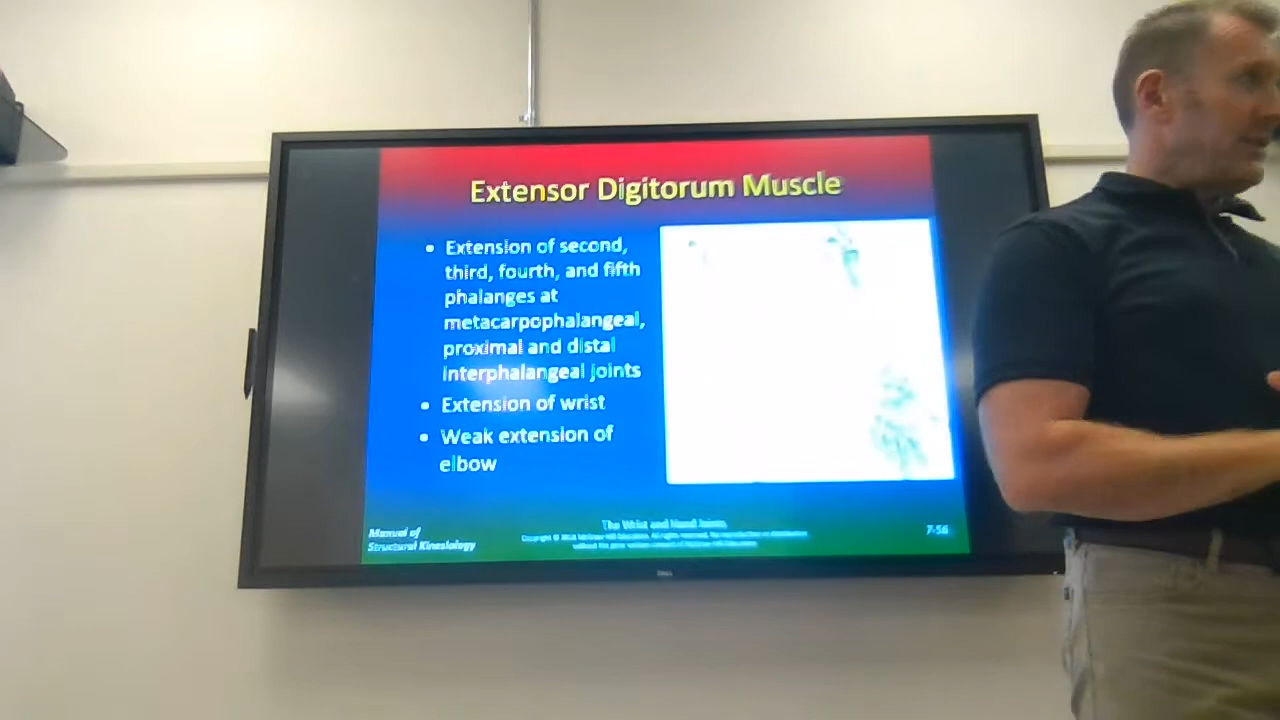 Extensor Digitorum Muscle
• Extension of second,
third, fourth, and fifth
phalanges at
metacarpophalangeal,
proximal and distal
interphalangeal joints
• Extension of wrist
• Weak extension of
elbow
Manual of
Structural Kinesiology
The Wrist and Hand Joints
7-56